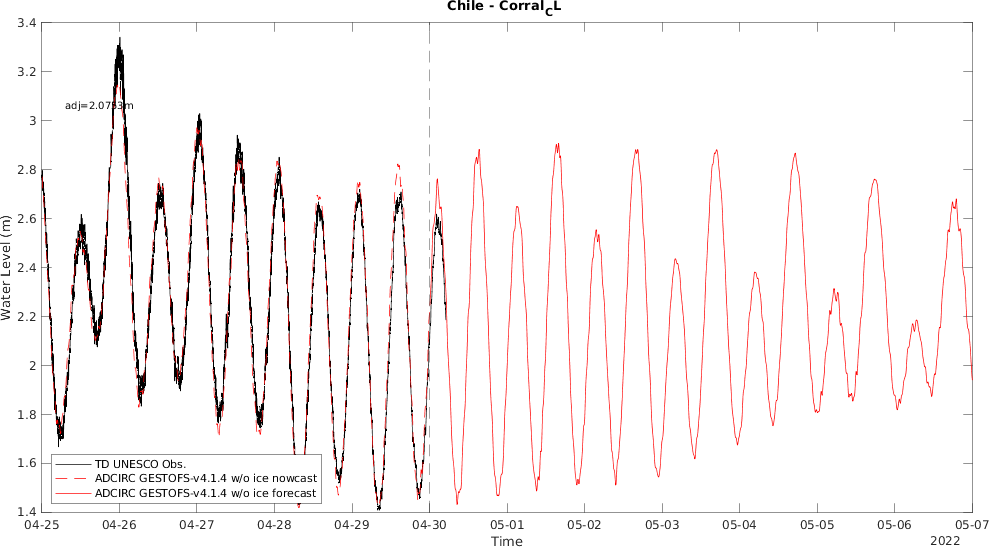 Chile - Corral_CL
3.4
3.2
3
2.8
2.6
2.4
2.2
2
1.8
1.6
1.4
Water Level (m)
adj=2.0753m
TD UNESCO Obs.
ADCIRC GESTOFS-v4.1.4 w/o ice nowcast
ADCIRC GESTOFS-v4.1.4 w/o ice forecast
04-25 04-26 04-27 04-28 04-29 04-30 05-01 05-02 05-03 05-04 05-05 05-06 05-07
Time
2022